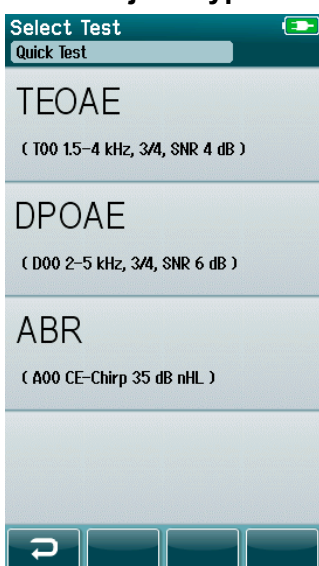 Select Test
Quick Test
TEOAE
( T00 1.5-4 kHz, 3/4, SNR 4 dB )
DPOAE
( D00 2-5 kHz, 3/4, SNR 6 dB )
ABR
( A00 CE-Chirp 35 dB nHL )